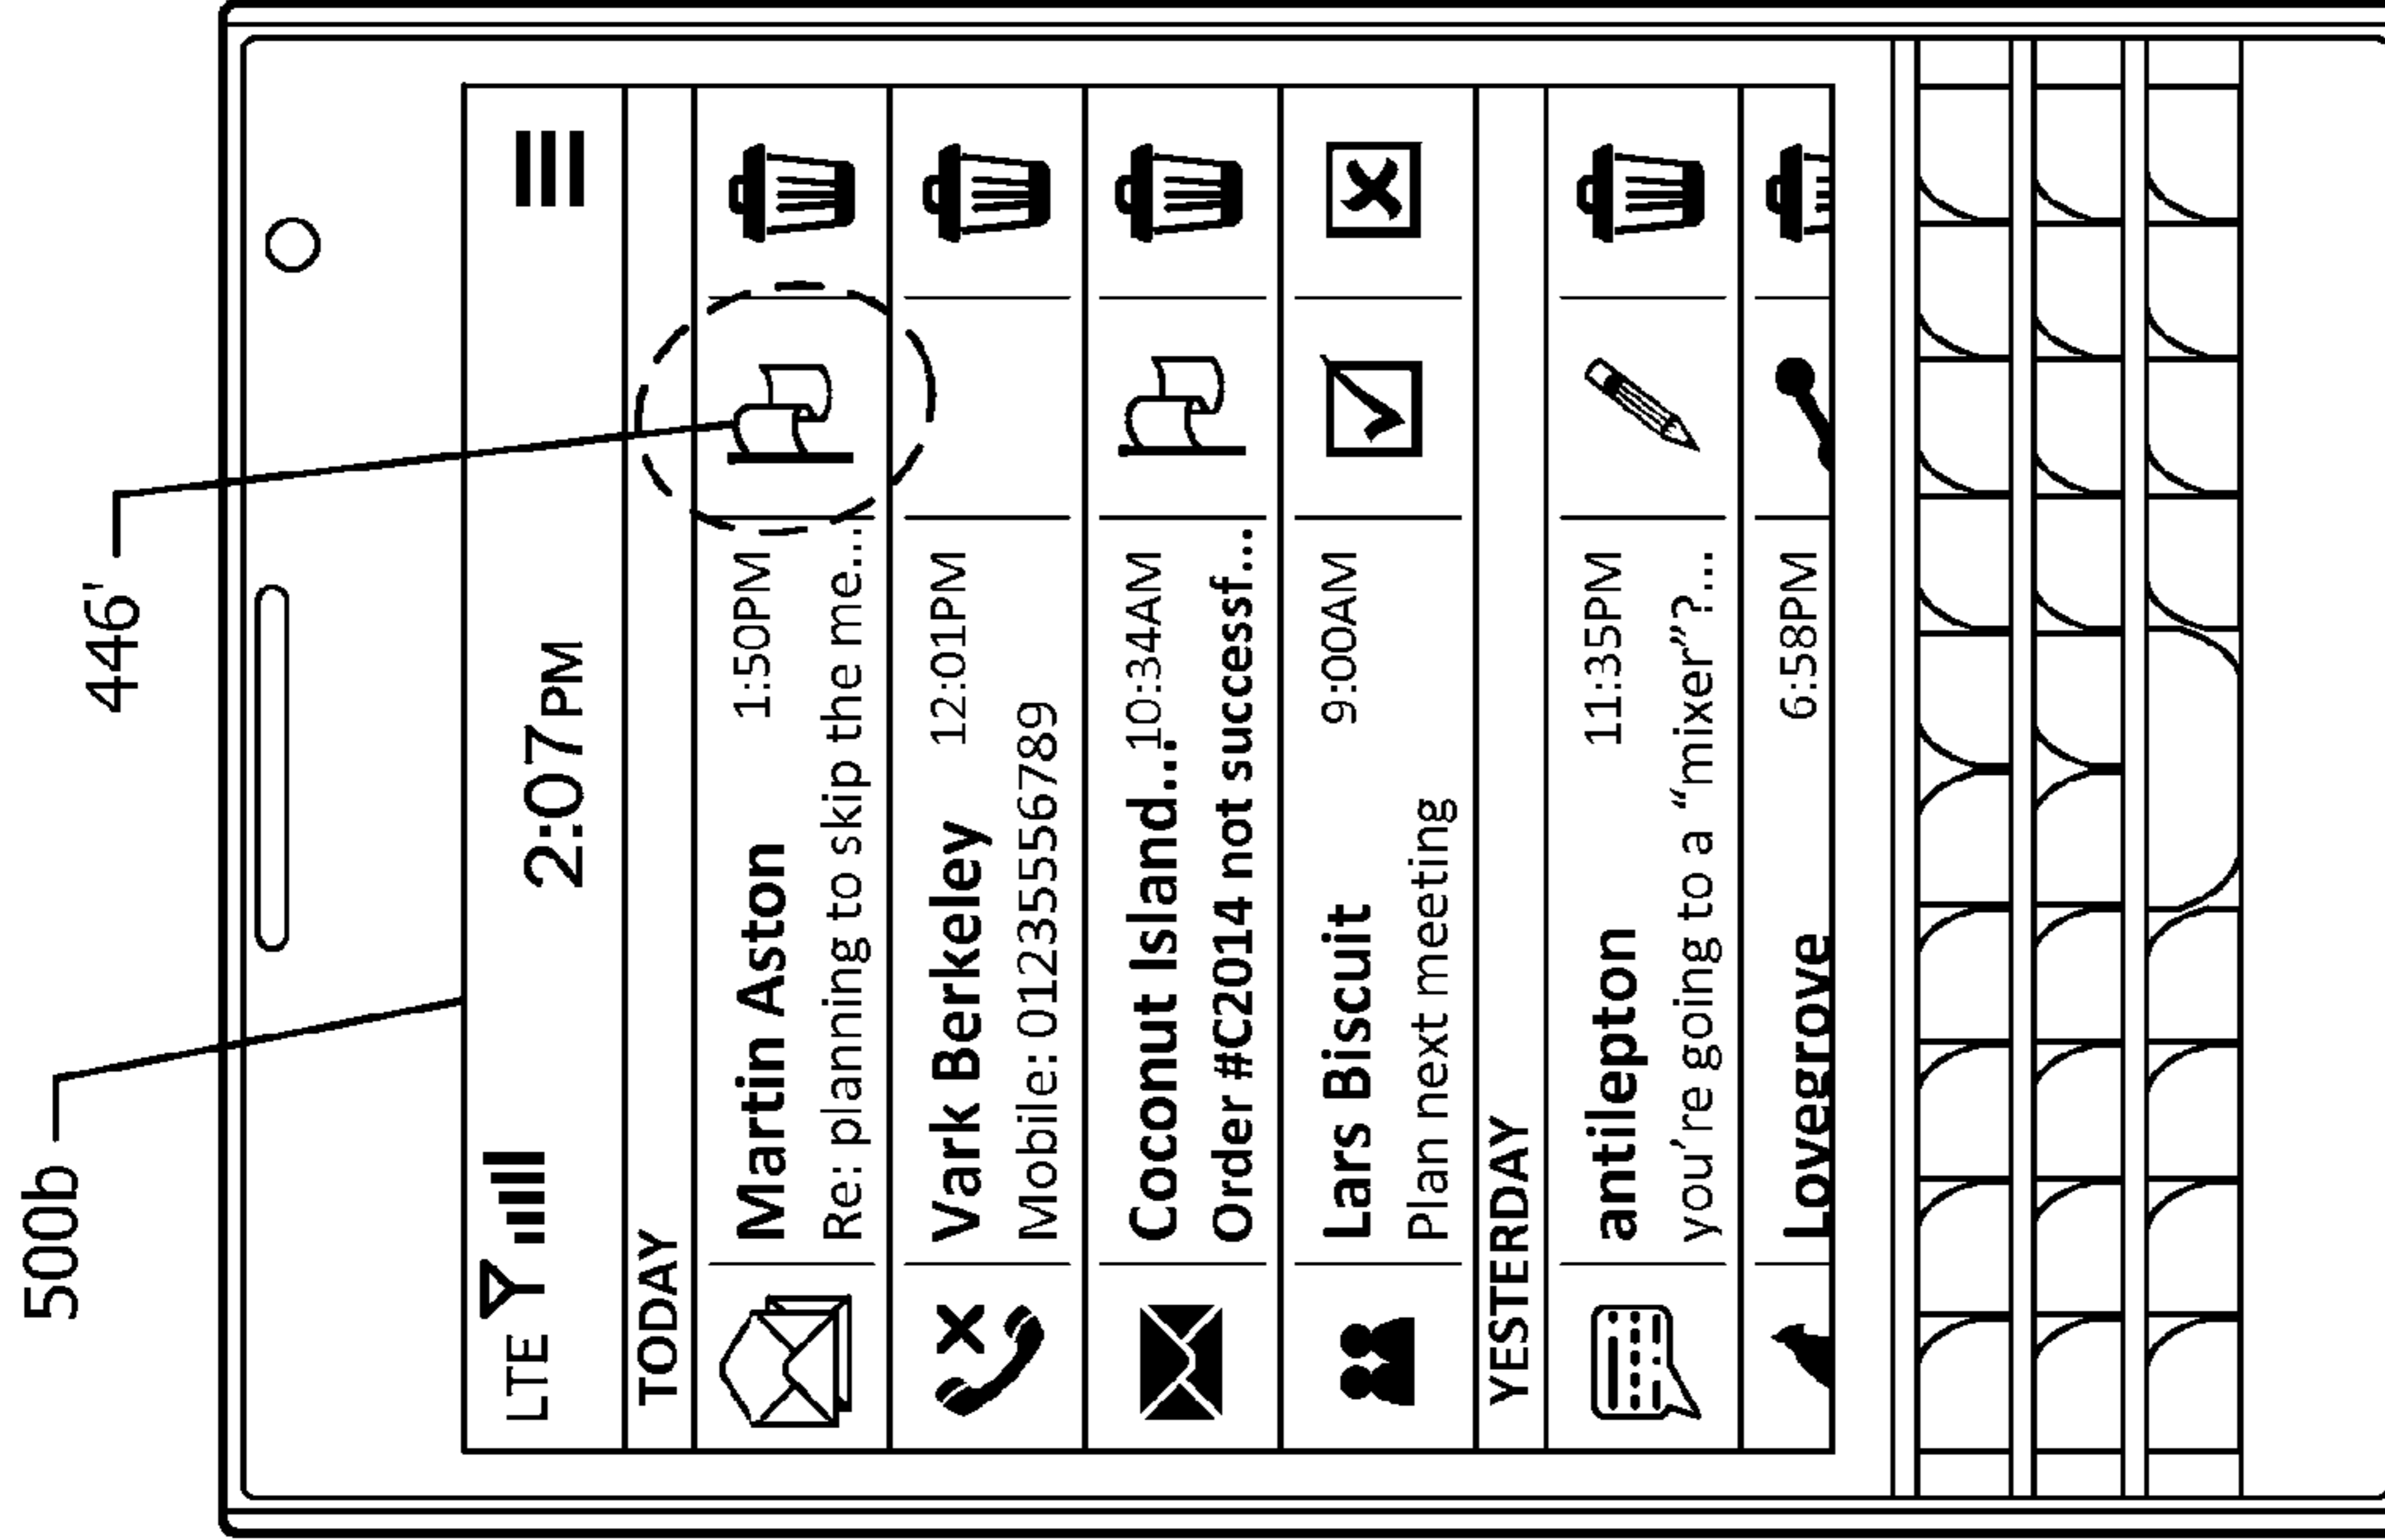 500b
446'
LTE
2:07PM
TODAY
Martin Aston 1:50PM
Re: planning to skip the me...
Vark Berkeley 12:01PM
Mobile: 01235556789
Coconut Island... 10:34AM
Order #C2014 not successf...
Lars Biscuit 9:00AM
Plan next meeting
YESTERDAY
antilepton 11:35PM
you're going to a “mixer”?...
Lovegrove 6:58PM